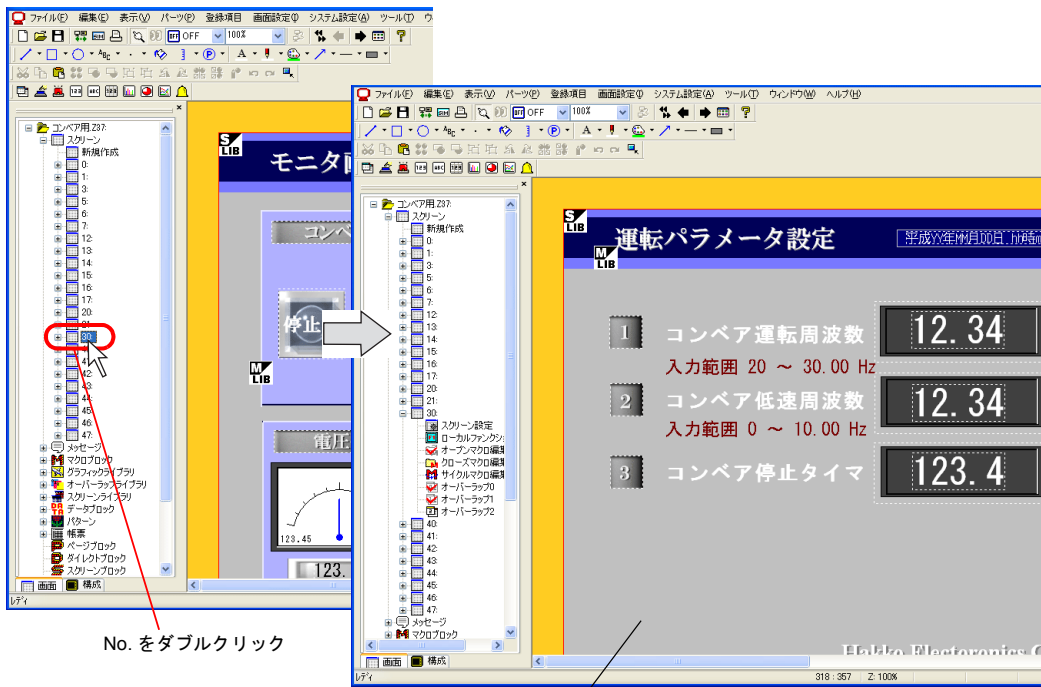 ファイル(F) 編集(E) 表示(V) パーツ(P) 登録項目 画面設定 システム設定(A) ツール(T)
OFF 100%
コンベア用.Z37:
スクリーン
新規作成
0:
1:
3:
5:
6:
7:
12:
13:
14:
15:
16:
17:
20:
30:
42:
43:
44:
45:
46:
47:
メッセージ
マクロブロック
グラフィックライブラリ
オーバーラップライブラリ
スクリーンライブラリ
データブロック
パターン
帳票
ページブロック
ダイレクトブロック
スクリーンブロック
画面 構成
レディ
S LIB
モニタ画
コンベ
停止
M LIB
電圧
123.45
123.
No. をダブルクリック
ファイル(F) 編集(E) 表示(V) パーツ(P) 登録項目 画面設定 システム設定(A) ツール(T) ウィンドウ(W) ヘルプ(H)
OFF 100%
コンベア用.Z37:
スクリーン
新規作成
0:
1:
3:
5:
6:
7:
12:
13:
14:
15:
16:
17:
20:
21:
30:
スクリーン設定
ローカルファンクシ
オープンマクロ編集
クローズマクロ編集
サイクルマクロ編集
オーバーラップ0
オーバーラップ1
オーバーラップ2
40:
41:
42:
43:
44:
45:
46:
47:
メッセージ
マクロブロック
画面 構成
レディ
S LIB
運転パラメータ設定
平成YY年MM月DD日
M LIB
1 コンベア運転周波数 12.34
入力範囲 20 ～ 30.00 Hz
2 コンベア低速周波数 12.34
入力範囲 0 ～ 10.00 Hz
3 コンベア停止タイマ 123.4
Hakko Electoronics C
318 : 357 Z: 100%